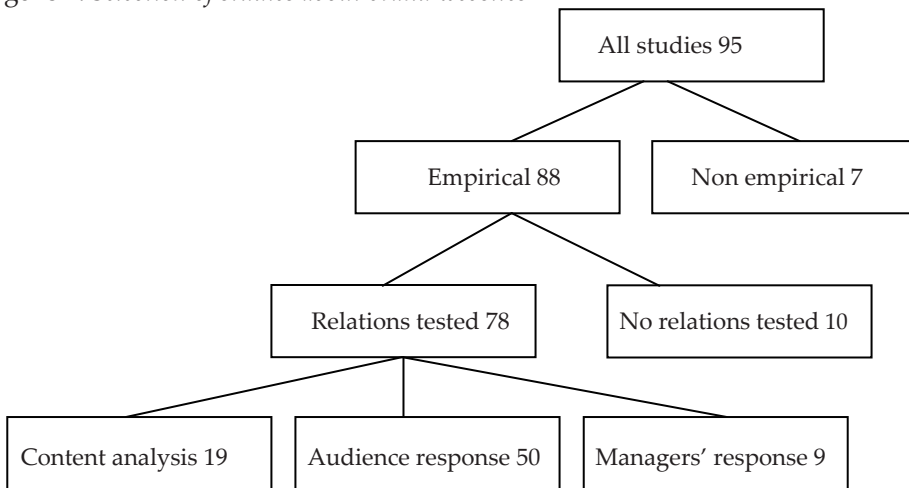 All studies 95
Empirical 88
Non empirical 7
Relations tested 78
No relations tested 10
Content analysis 19
Audience response 50
Managers’ response 9